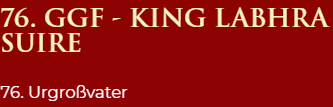 76. GGF - KING LABHRA
SUIRE
76. Urgroßvater